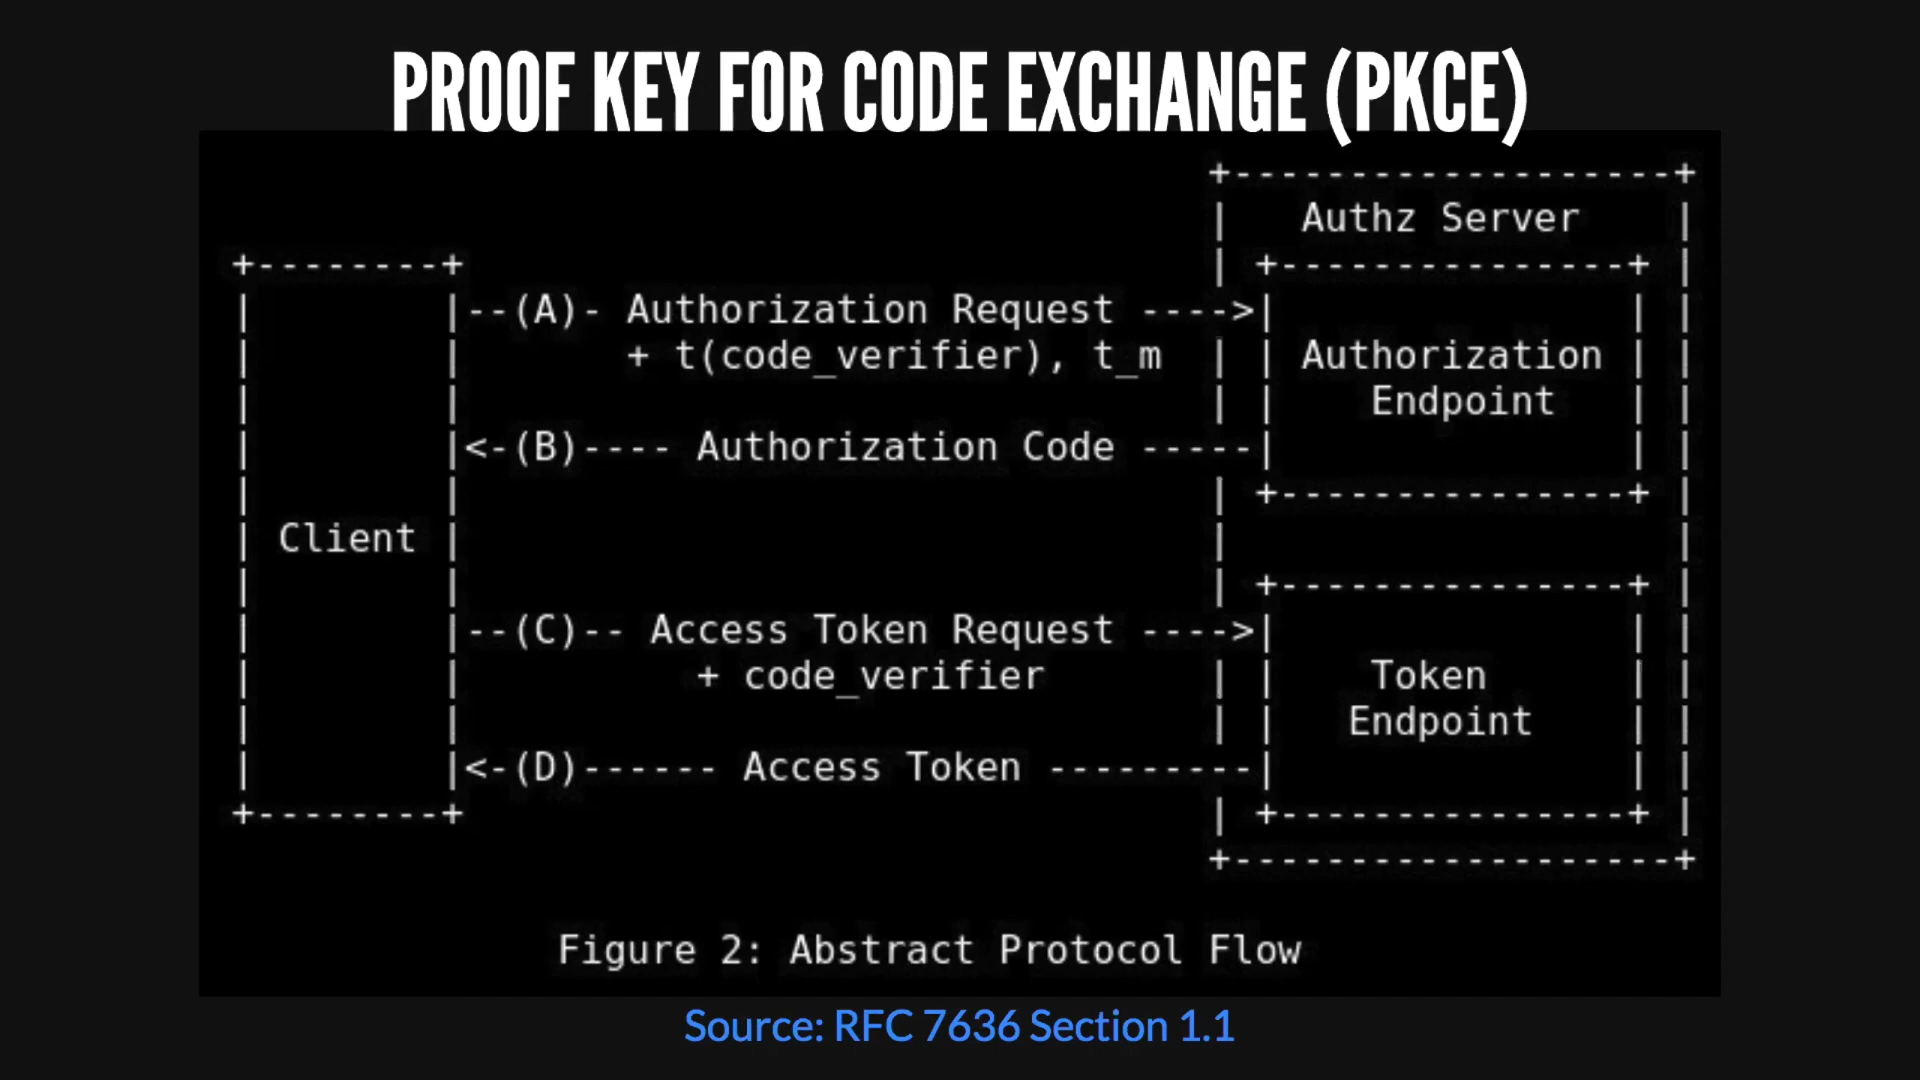 PROOF KEY FOR CODE EXCHANGE (PKCE)
+-------------------+
|   Authz Server    |
+--------+                                | +---------------+ |
|        |--(A)- Authorization Request ---->|               | |
|        |       + t(code_verifier), t_m  | | Authorization | |
|        |                                | |    Endpoint   | |
|        |<-(B)---- Authorization Code -----|               | |
|        |                                | +---------------+ |
| Client |                                |                   |
|        |                                | +---------------+ |
|        |--(C)-- Access Token Request ---->|               | |
|        |          + code_verifier       | |    Token      | |
|        |                                | |   Endpoint    | |
|        |<-(D)------ Access Token ---------|               | |
+--------+                                | +---------------+ |
+-------------------+
Figure 2: Abstract Protocol Flow
Source: RFC 7636 Section 1.1